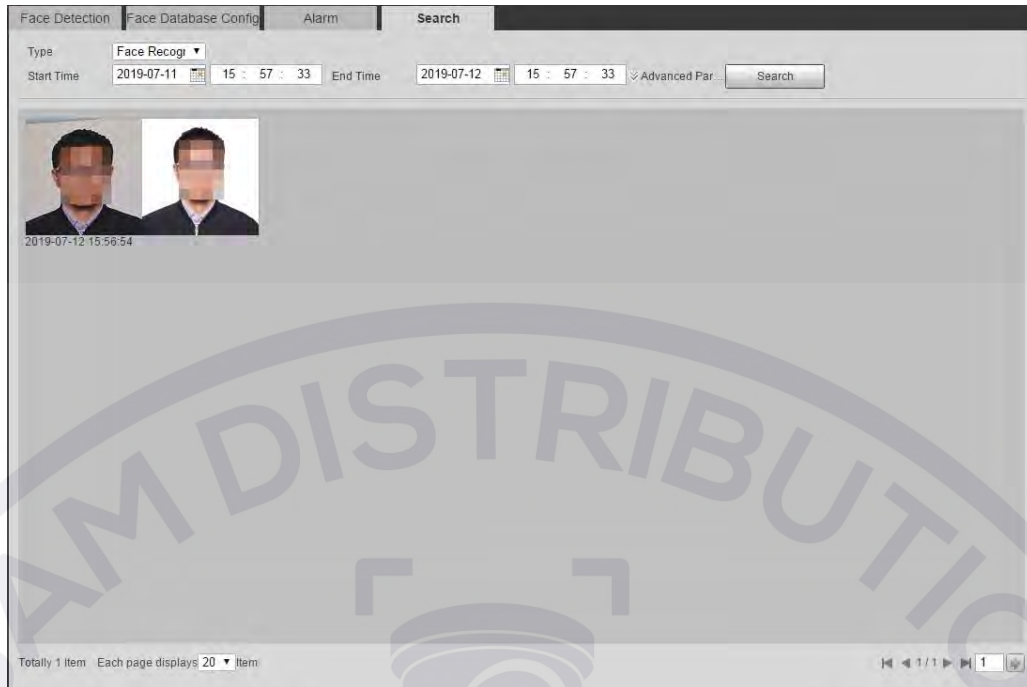 Face Detection Face Database Config Alarm Search
Type Face Recogr
Start Time 2019-07-11 15 : 57 : 33 End Time 2019-07-12 15 : 57 : 33 Advanced Par Search
2019-07-12 15:56:54
AM DISTRIBUTIO
Totally 1 Item Each page displays 20 Item 1/1 1